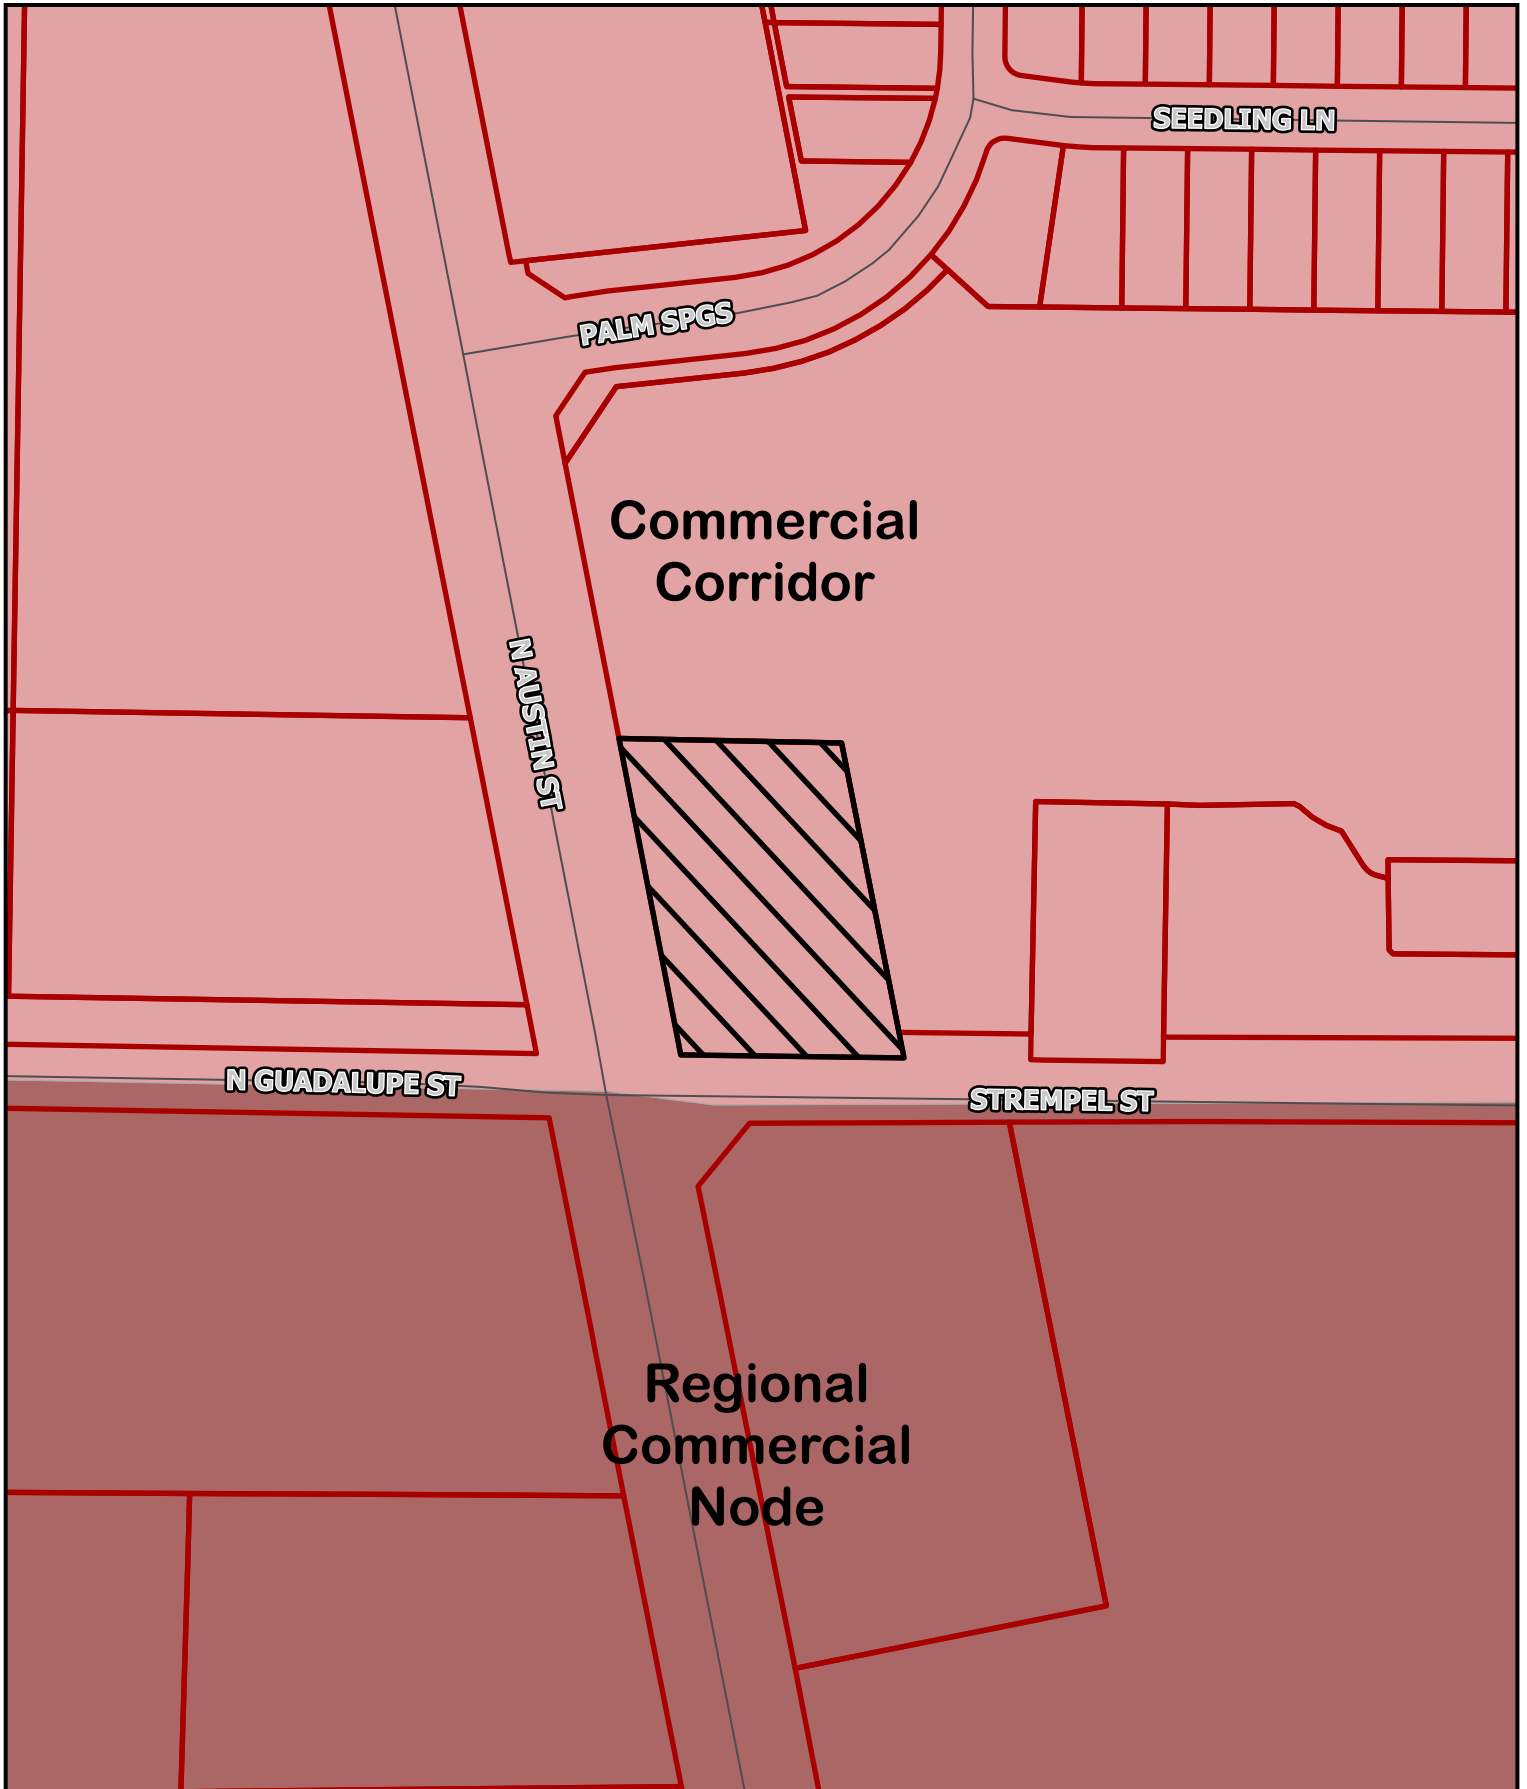 SEEDLING LN
PALM SPGS
Commercial
Corridor
N AUSTIN ST
N GUADALUPE ST
STREMPEL ST
Regional
Commercial
Node